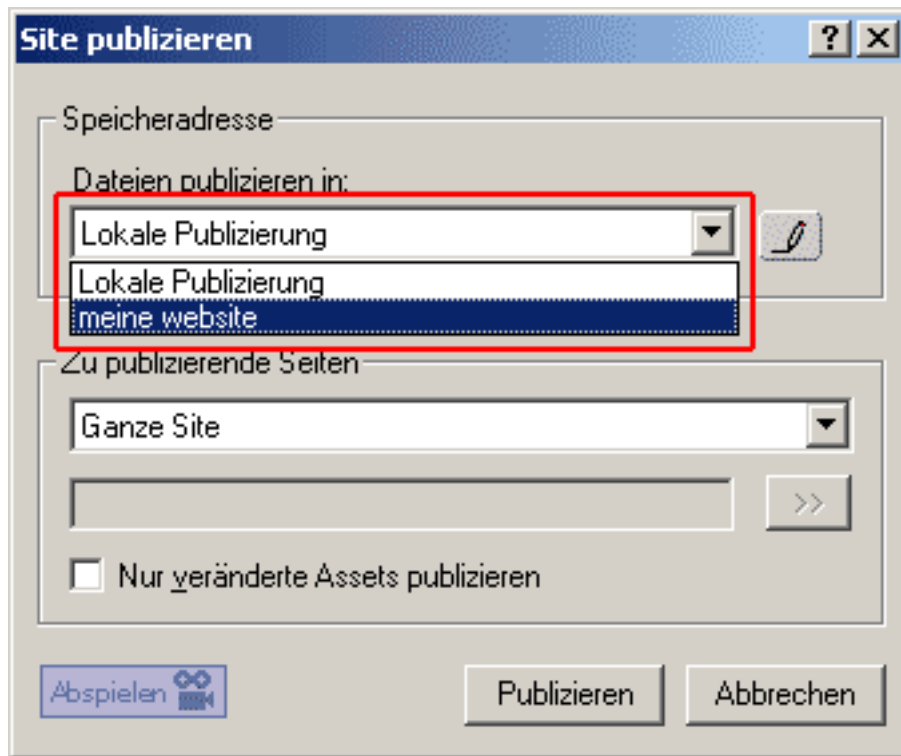 Site publizieren
Speicheradresse
Dateien publizieren in:
Lokale Publizierung
Lokale Publizierung
meine website
Zu publizierende Seiten
Ganze Site
>>
Nur veränderte Assets publizieren
Abspielen
Publizieren Abbrechen